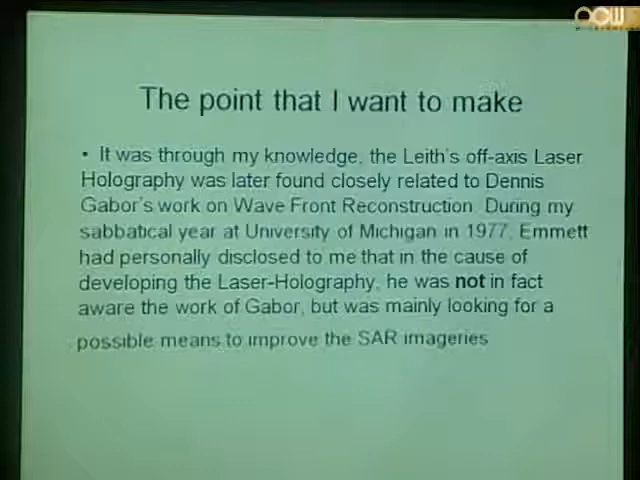 OCW
The point that I want to make
• It was through my knowledge, the Leith's off-axis Laser
Holography was later found closely related to Dennis
Gabor's work on Wave Front Reconstruction During my
sabbatical year at University of Michigan in 1977, Emmett
had personally disclosed to me that in the cause of
developing the Laser-Holography, he was not in fact
aware the work of Gabor, but was mainly looking for a
possible means to improve the SAR imageries